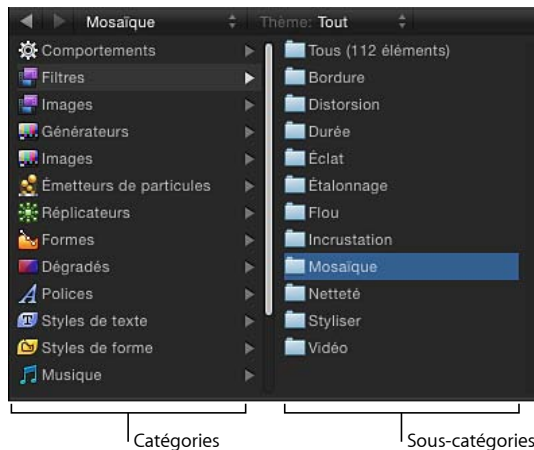 Mosaïque Thème: Tout
Comportements
Filtres
Images
Générateurs
Images
Émetteurs de particules
Réplicateurs
Formes
Dégradés
Polices
Styles de texte
Styles de forme
Musique
Tous (112 éléments)
Bordure
Distorsion
Durée
Éclat
Étalonnage
Flou
Incrustation
Mosaïque
Netteté
Styliser
Vidéo
Catégories
Sous-catégories